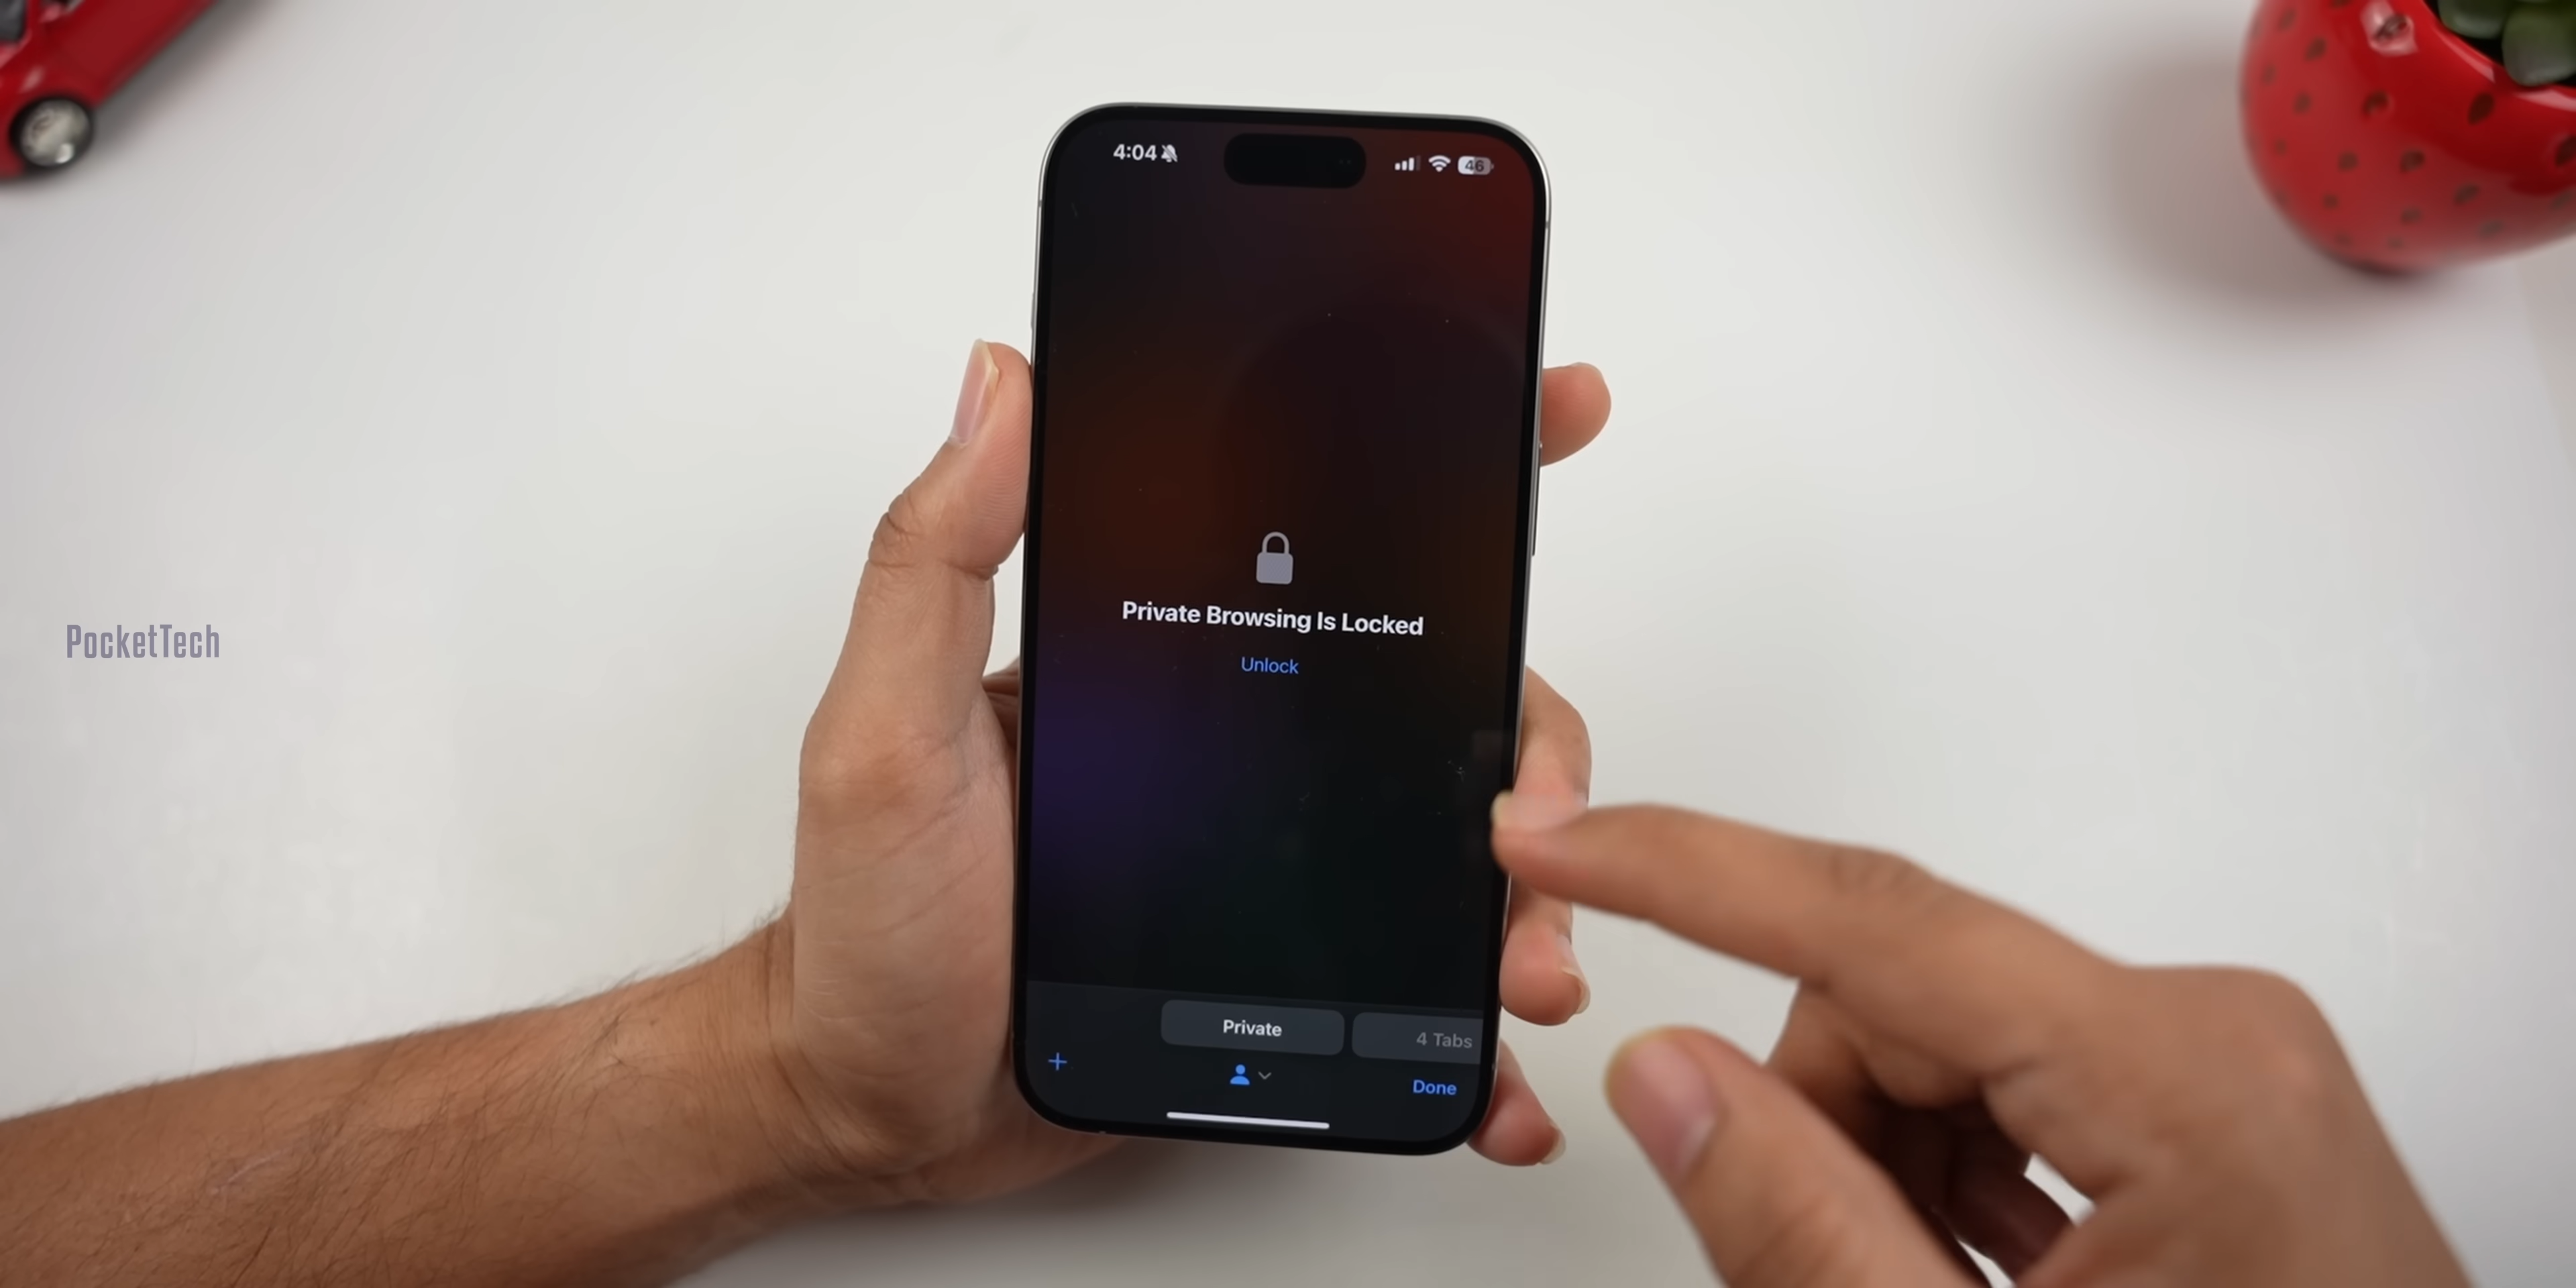 4:04
46
PocketTech
Private Browsing Is Locked
Unlock
Private
4 Tabs
Done